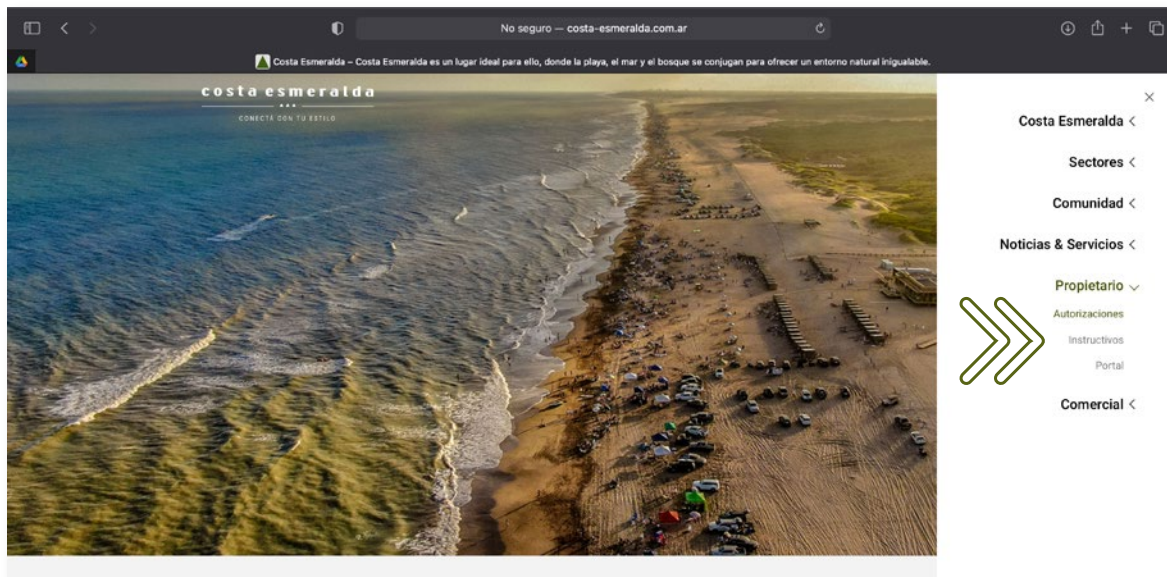 No seguro — costa-esmeralda.com.ar
Costa Esmeralda – Costa Esmeralda es un lugar ideal para ello, donde la playa, el mar y el bosque se conjugan para ofrecer un entorno natural inigualable.
costa esmeralda
CONECTÁ CON TU ESTILO
Costa Esmeralda
Sectores
Comunidad
Noticias & Servicios
Propietario
Autorizaciones
Instructivos
Portal
Comercial